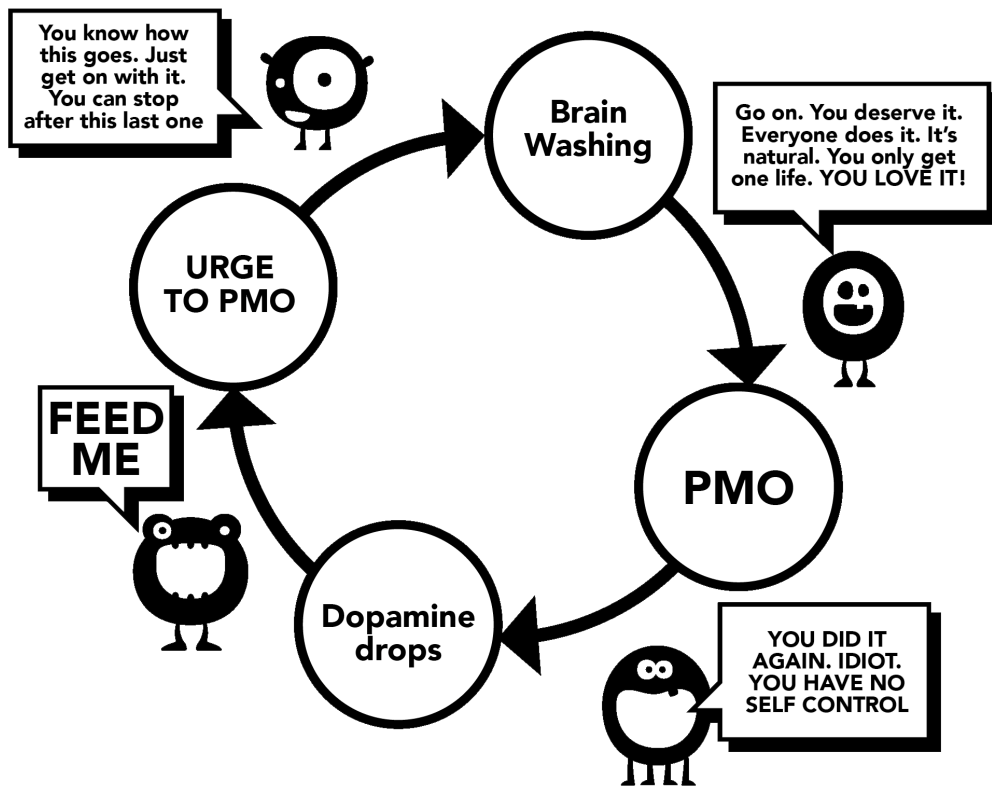 You know how
this goes. Just
get on with it.
You can stop
after this last one
Brain
Washing
Go on. You deserve it.
Everyone does it. It's
natural. You only get
one life. YOU LOVE IT!
URGE
TO PMO
FEED
ME
PMO
Dopamine
drops
YOU DID IT
AGAIN. IDIOT.
YOU HAVE NO
SELF CONTROL